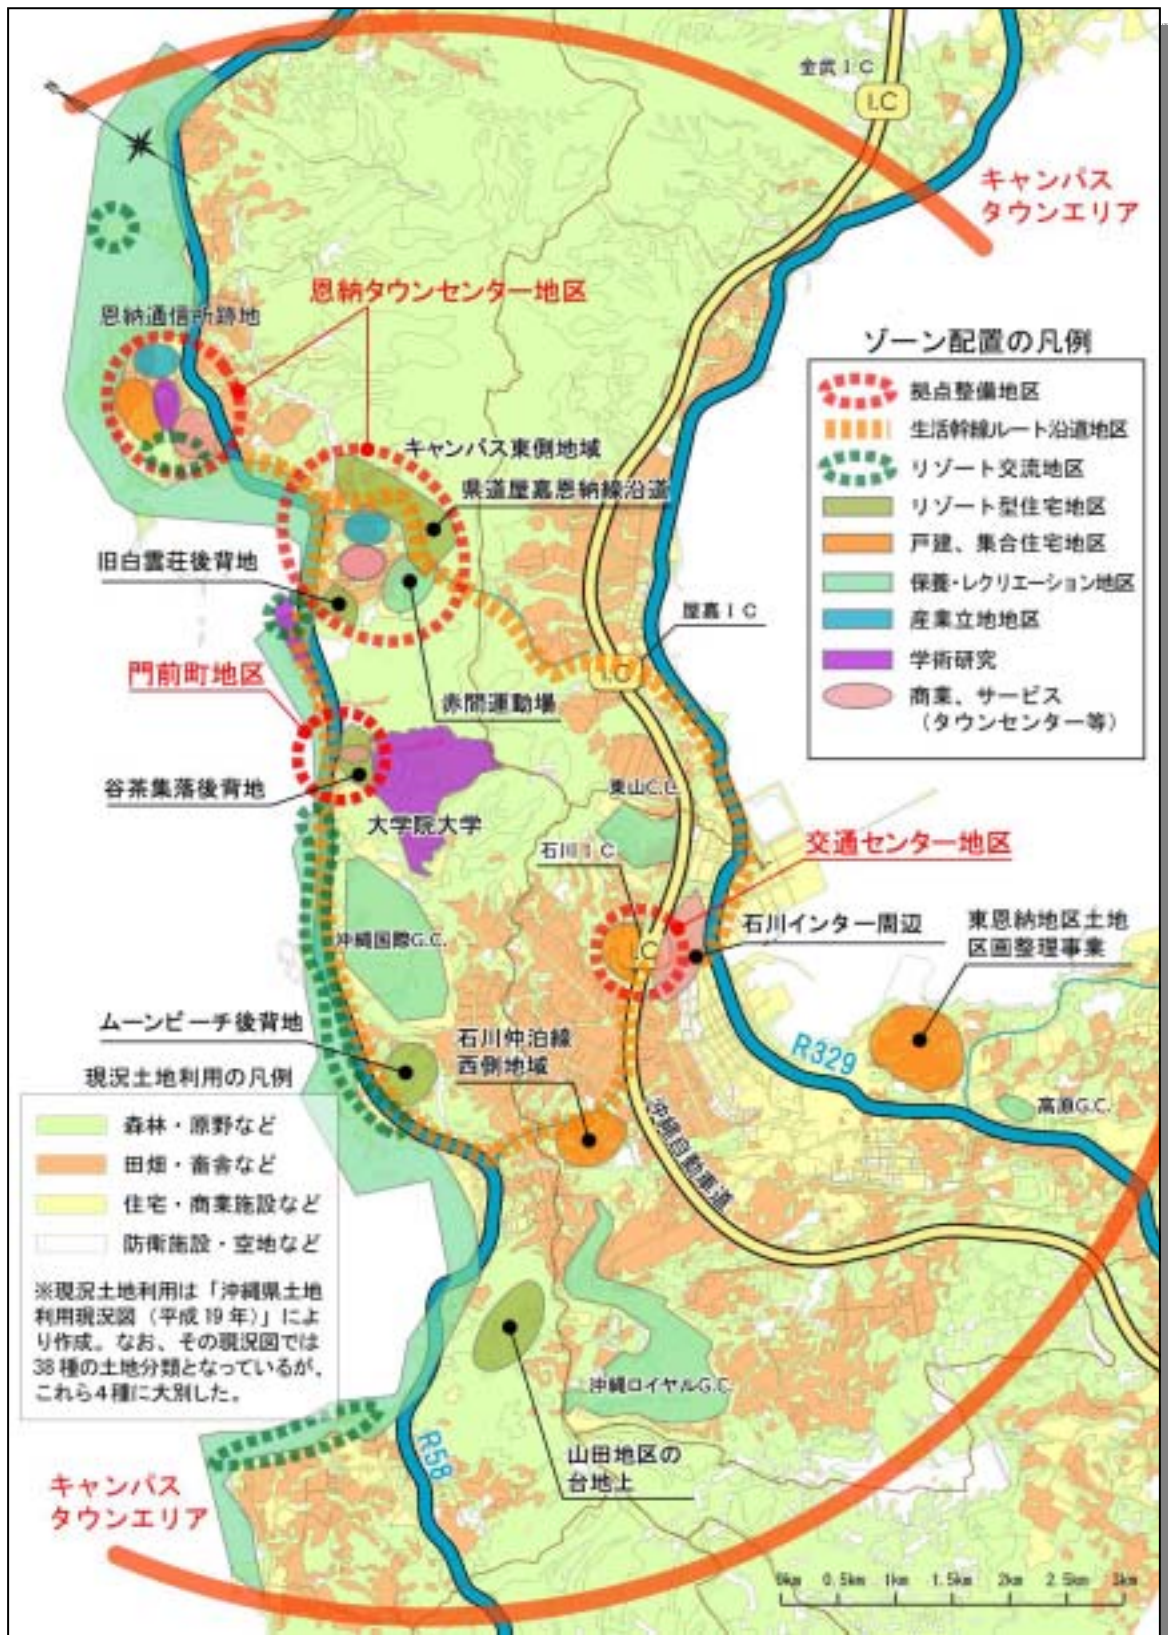 金武ＩＣ
I.C
キャンパス
タウンエリア
恩納タウンセンター地区
恩納通信所跡地
ゾーン配置の凡例
拠点整備地区
生活幹線ルート沿道地区
リゾート交流地区
リゾート型住宅地区
戸建、集合住宅地区
保養・レクリエーション地区
産業立地地区
学術研究
商業、サービス
（タウンセンター等）
キャンパス東側地域
県道屋嘉恩納線沿道
旧白雲荘後背地
屋嘉ＩＣ
I.C
門前町地区
赤間運動場
谷茶集落後背地
大学院大学
東山C.C.
石川ＩＣ
交通センター地区
I.C
石川インター周辺
東恩納地区土地
区画整理事業
沖縄国際G.C.
ムーンビーチ後背地
石川仲泊線
西側地域
R329
高原G.C.
沖縄自動車道
現況土地利用の凡例
森林・原野など
田畑・畜舎など
住宅・商業施設など
防衛施設・空地など
※現況土地利用は「沖縄県土地
利用現況図（平成19年）」によ
り作成。なお、その現況図では
38種の土地分類となっているが、
これら４種に大別した。
沖縄ロイヤルG.C.
山田地区の
台地上
R58
キャンパス
タウンエリア
0km 0.5km 1km 1.5km 2km 2.5km 3km